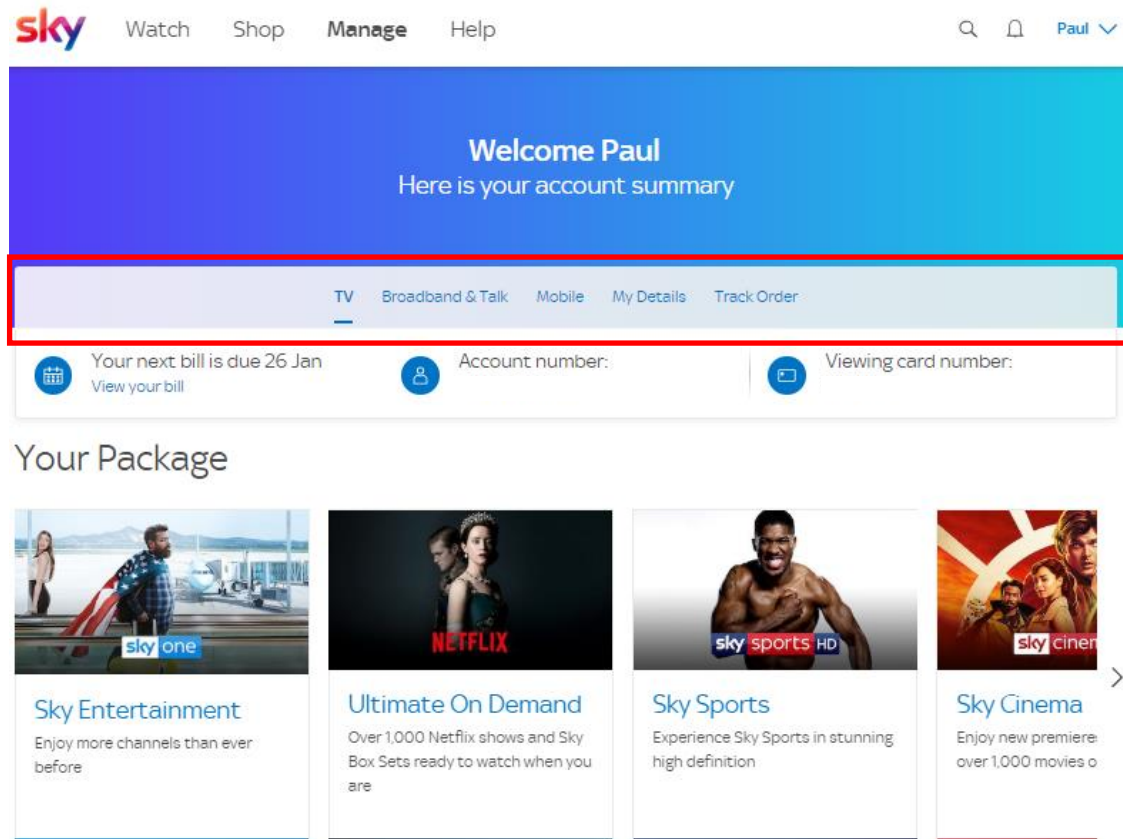 sky Watch Shop Manage Help Paul
Welcome Paul
Here is your account summary
TV Broadband & Talk Mobile My Details Track Order
Your next bill is due 26 Jan
View your bill
Account number:
Viewing card number:
Your Package
sky one
Sky Entertainment
Enjoy more channels than ever
before
NETFLIX
Ultimate On Demand
Over 1,000 Netflix shows and Sky
Box Sets ready to watch when you
are
sky sports HD
Sky Sports
Experience Sky Sports in stunning
high definition
sky cinem
Sky Cinema
Enjoy new premiere
over 1,000 movies o